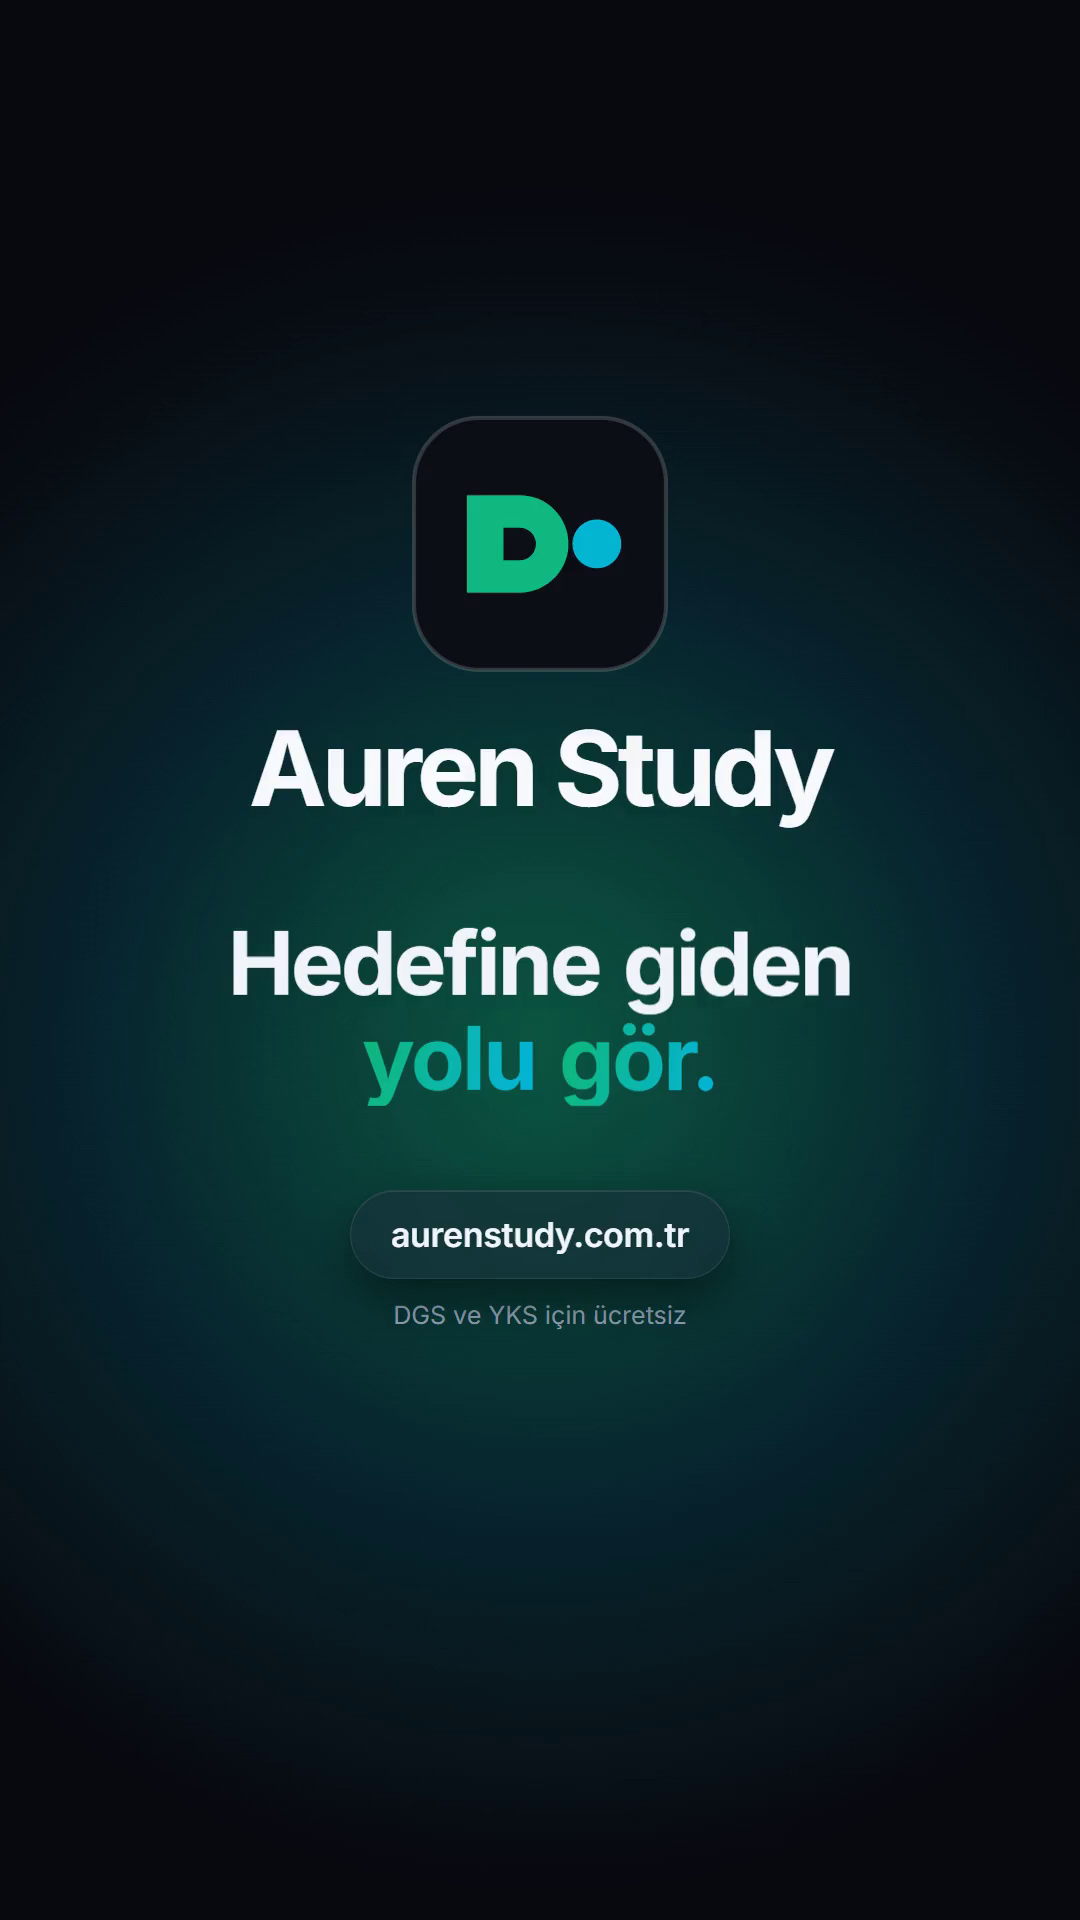 D
Auren Study
Hedefine giden
yolu gör.
aurenstudy.com.tr
DGS ve YKS için ücretsiz